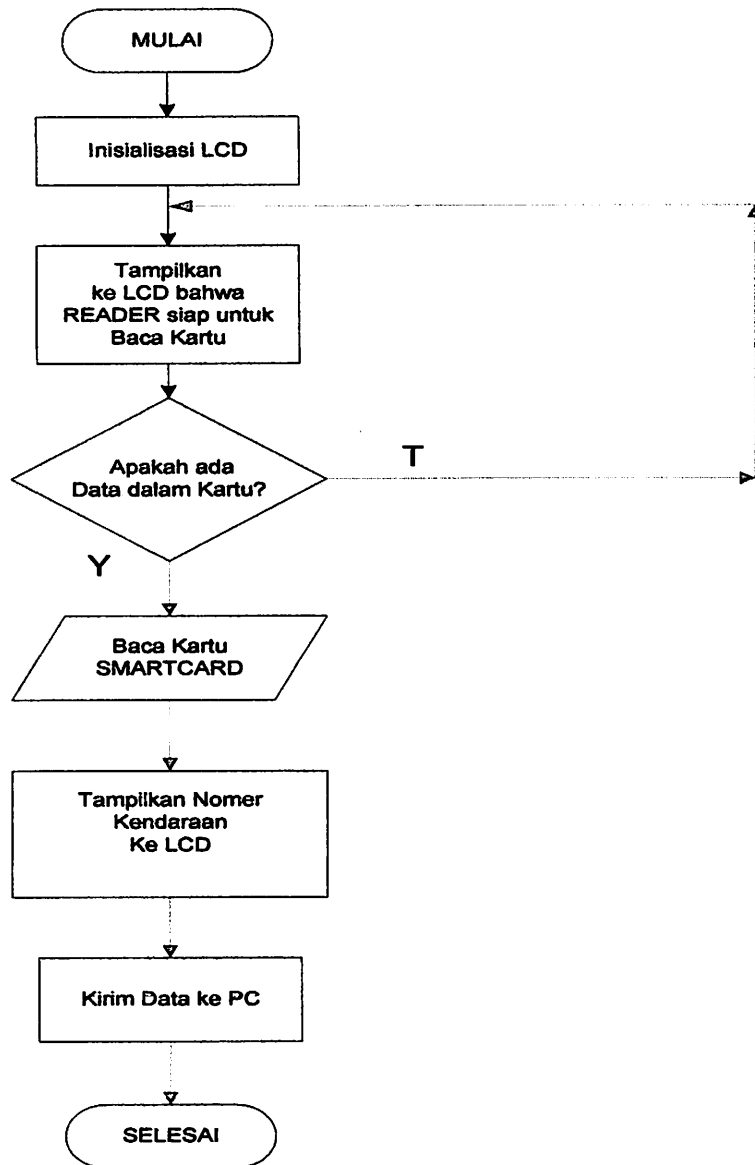 MULAI
Inisialisasi LCD
Tampilkan
ke LCD bahwa
READER siap untuk
Baca Kartu
Apakah ada
Data dalam Kartu?
T
Y
Baca Kartu
SMARTCARD
Tampilkan Nomer
Kendaraan
Ke LCD
Kirim Data ke PC
SELESAI